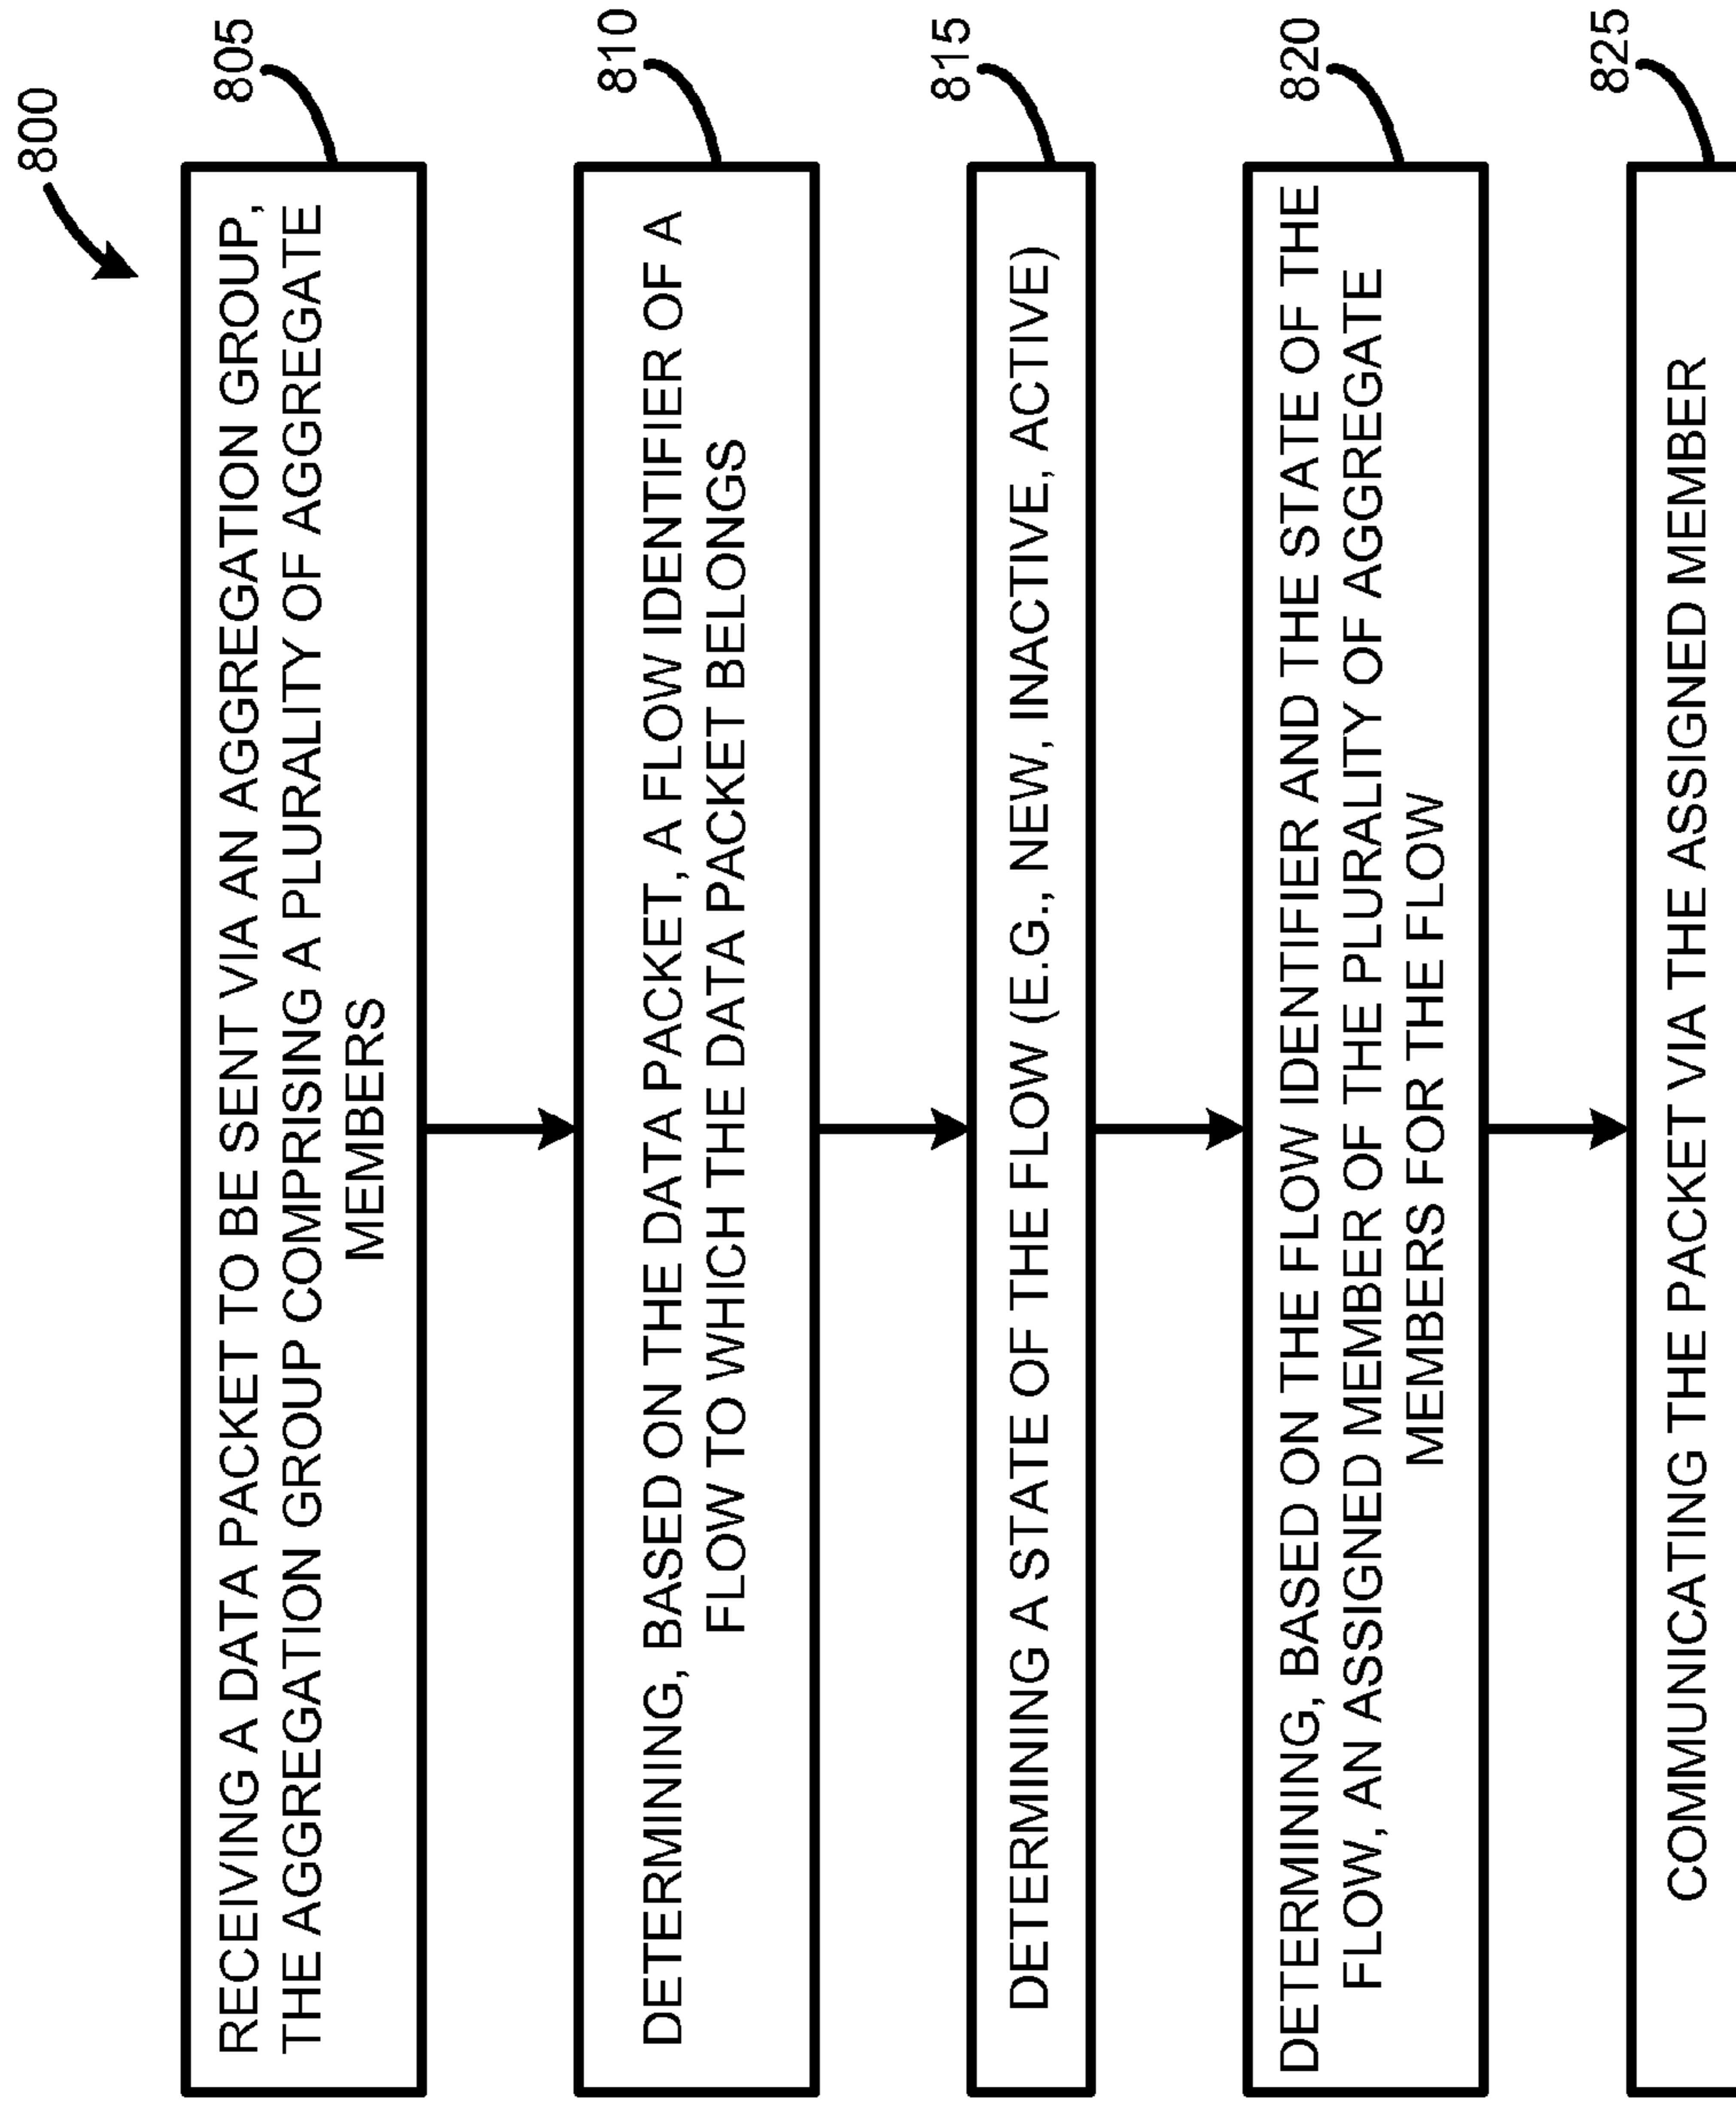 800
805
RECEIVING A DATA PACKET TO BE SENT VIA AN AGGREGATION GROUP,
THE AGGREGATION GROUP COMPRISING A PLURALITY OF AGGREGATE
MEMBERS
810
DETERMINING, BASED ON THE DATA PACKET, A FLOW IDENTIFIER OF A
FLOW TO WHICH THE DATA PACKET BELONGS
815
DETERMINING A STATE OF THE FLOW (E.G., NEW, INACTIVE, ACTIVE)
820
DETERMINING, BASED ON THE FLOW IDENTIFIER AND THE STATE OF THE
FLOW, AN ASSIGNED MEMBER OF THE PLURALITY OF AGGREGATE
MEMBERS FOR THE FLOW
825
COMMUNICATING THE PACKET VIA THE ASSIGNED MEMBER